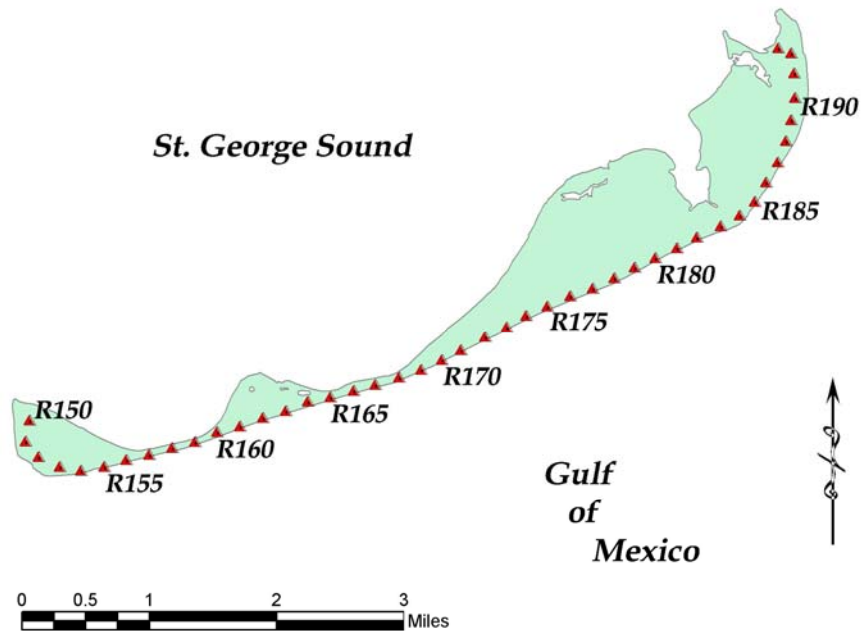 St. George Sound
R190
R185
R180
R175
R170
R165
R160
R155
R150
Gulf
of
Mexico
0 0.5 1 2 3
Miles